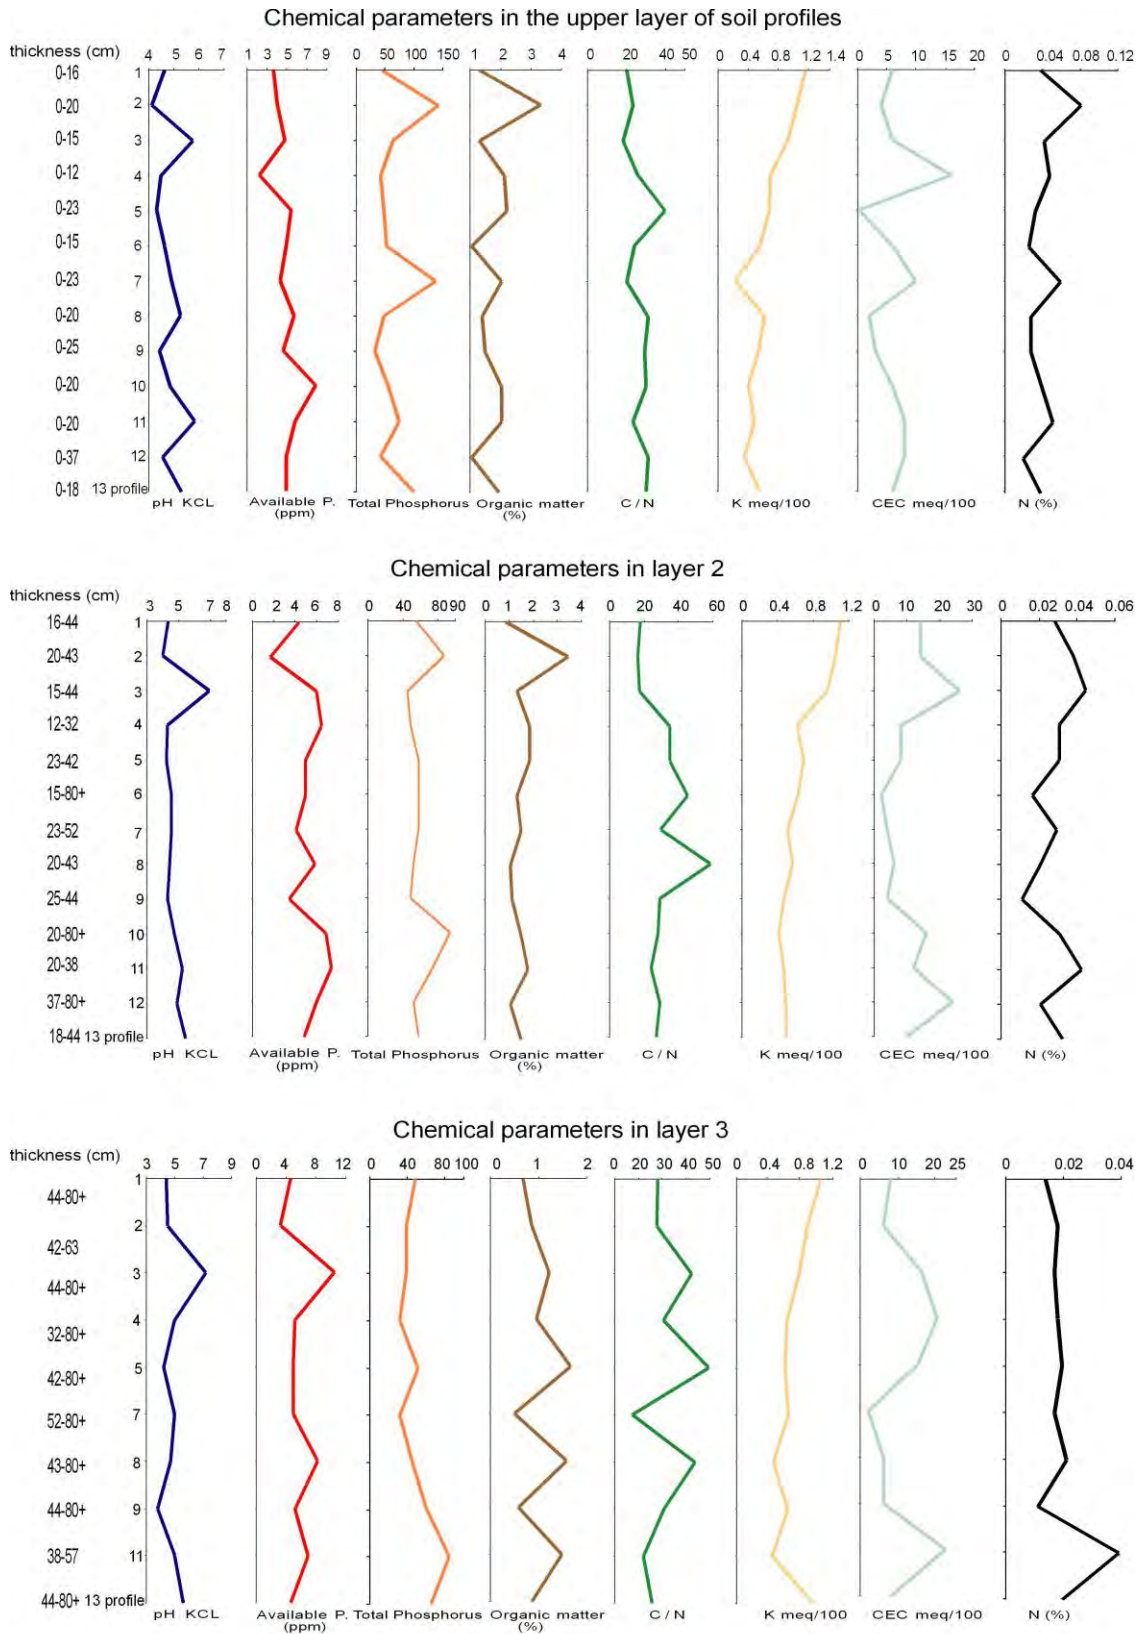 Chemical parameters in the upper layer of soil profiles
thickness (cm)
4 5 6 7 1 3 5 7 9 0 50 100 150 1 2 3 4 0 20 40 50 0 0.4 0.8 1.2 1.4 0 5 10 15 20 0 0.04 0.08 0.12
0-16 1
0-20 2
0-15 3
0-12 4
0-23 5
0-15 6
0-23 7
0-20 8
0-25 9
0-20 10
0-20 11
0-37 12
0-18 13 profile
pH KCL Available P. Total Phosphorus Organic matter C / N K meq/100 CEC meq/100 N (%)
(ppm) (%)
Chemical parameters in layer 2
thickness (cm)
3 5 7 8 0 2 4 6 8 0 40 80 90 0 1 2 3 4 0 20 40 60 0 0.4 0.8 1.2 0 10 20 30 0 0.02 0.04 0.06
16-44 1
20-43 2
15-44 3
12-32 4
23-42 5
15-80+ 6
23-52 7
20-43 8
25-44 9
20-80+ 10
20-38 11
37-80+ 12
18-44 13 profile
pH KCL Available P. Total Phosphorus Organic matter C / N K meq/100 CEC meq/100 N (%)
(ppm) (%)
Chemical parameters in layer 3
thickness (cm)
3 5 7 9 0 4 8 12 0 40 80 100 0 1 2 0 20 30 40 50 0 0.4 0.8 1.2 0 10 20 25 0 0.02 0.04
44-80+ 1
42-63 2
44-80+ 3
32-80+ 4
42-80+ 5
52-80+ 7
43-80+ 8
44-80+ 9
38-57 11
44-80+ 13 profile
pH KCL Available P. Total Phosphorus Organic matter C / N K meq/100 CEC meq/100 N (%)
(ppm) (%)